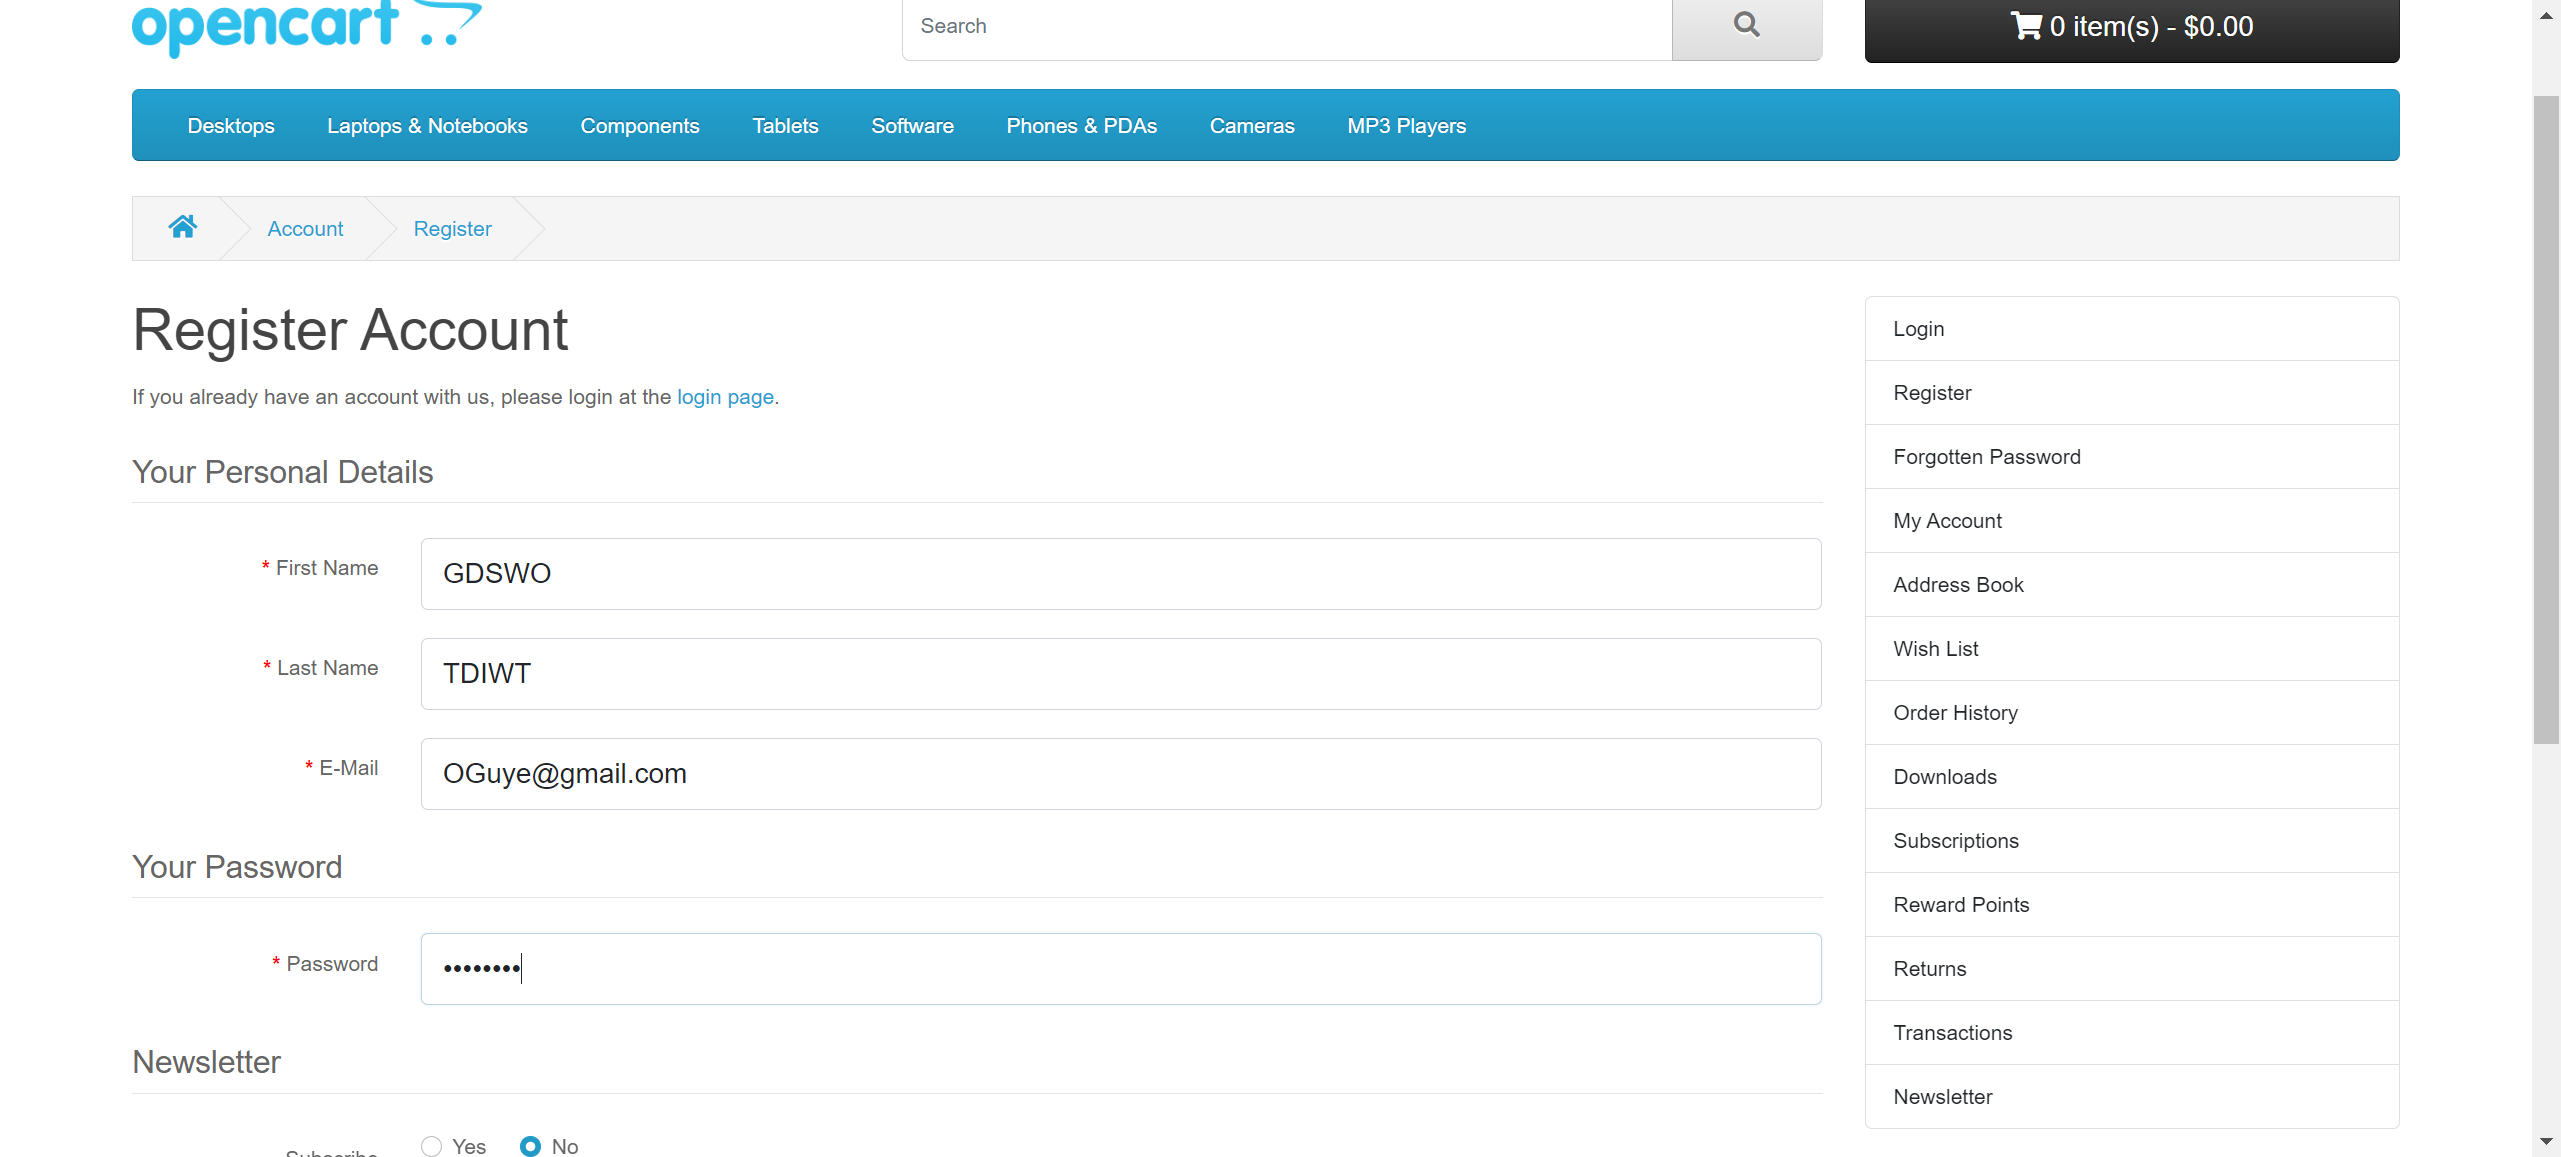 opencart
Search
0 item(s) - $0.00
Desktops
Laptops & Notebooks
Components
Tablets
Software
Phones & PDAs
Cameras
MP3 Players
Account
Register
Register Account
If you already have an account with us, please login at the login page.
Your Personal Details
* First Name
GDSWO
* Last Name
TDIWT
* E-Mail
OGuye@gmail.com
Your Password
* Password
••••••••
Newsletter
Subscribe
Yes
No
Login
Register
Forgotten Password
My Account
Address Book
Wish List
Order History
Downloads
Subscriptions
Reward Points
Returns
Transactions
Newsletter